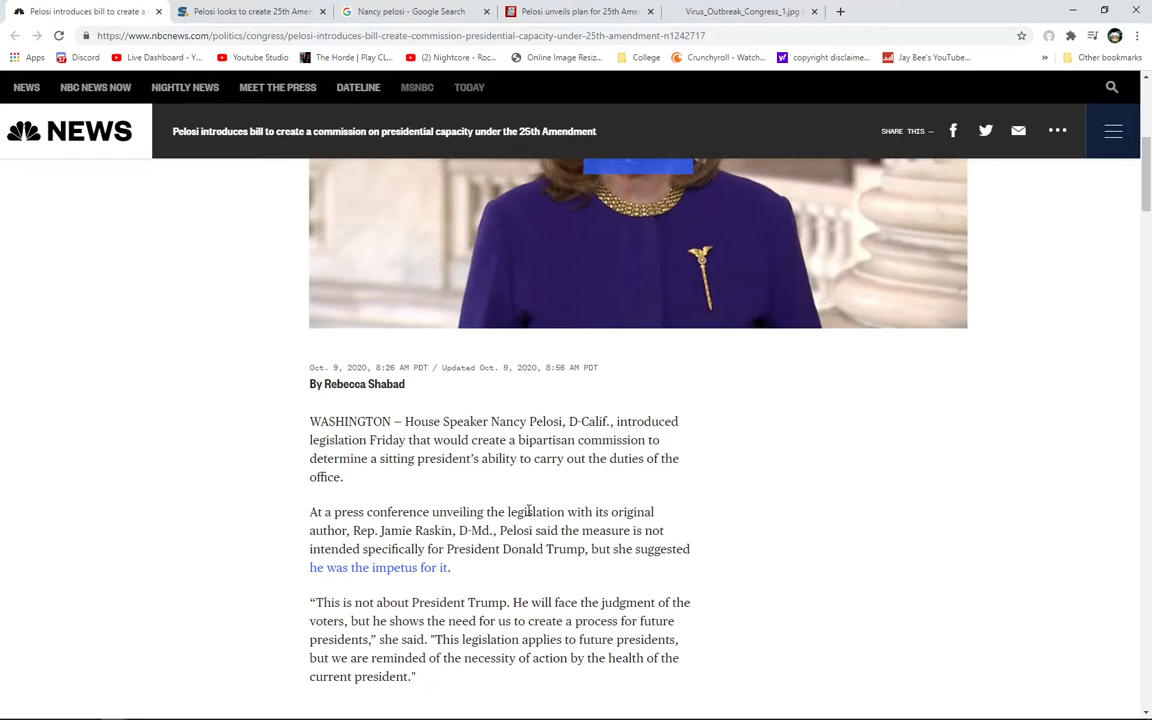 Pelosi introduces bill to create a c
Pelosi looks to create 25th Amen
Nancy pelosi - Google Search
Pelosi unveils plan for 25th Ame
Virus_Outbreak_Congress_1.jpg (
https://www.nbcnews.com/politics/congress/pelosi-introduces-bill-create-commission-presidential-capacity-under-25th-amendment-n1242717
Apps Discord Live Dashboard - Y... YouTube Studio The Horde | Play CL... (2) Nightcore - Roc... Online Image Resiz... College Crunchyroll - Watch... copyright disclaime... Jay Bee's YouTube... » Other bookmarks
NEWS NBC NEWS NOW NIGHTLY NEWS MEET THE PRESS DATELINE MSNBC TODAY
NEWS Pelosi introduces bill to create a commission on presidential capacity under the 25th Amendment SHARE THIS —
Oct. 9, 2020, 8:26 AM PDT / Updated Oct. 9, 2020, 8:56 AM PDT
By Rebecca Shabad
WASHINGTON — House Speaker Nancy Pelosi, D-Calif., introduced
legislation Friday that would create a bipartisan commission to
determine a sitting president's ability to carry out the duties of the
office.
At a press conference unveiling the legislation with its original
author, Rep. Jamie Raskin, D-Md., Pelosi said the measure is not
intended specifically for President Donald Trump, but she suggested
he was the impetus for it.
“This is not about President Trump. He will face the judgment of the
voters, but he shows the need for us to create a process for future
presidents,” she said. "This legislation applies to future presidents,
but we are reminded of the necessity of action by the health of the
current president."